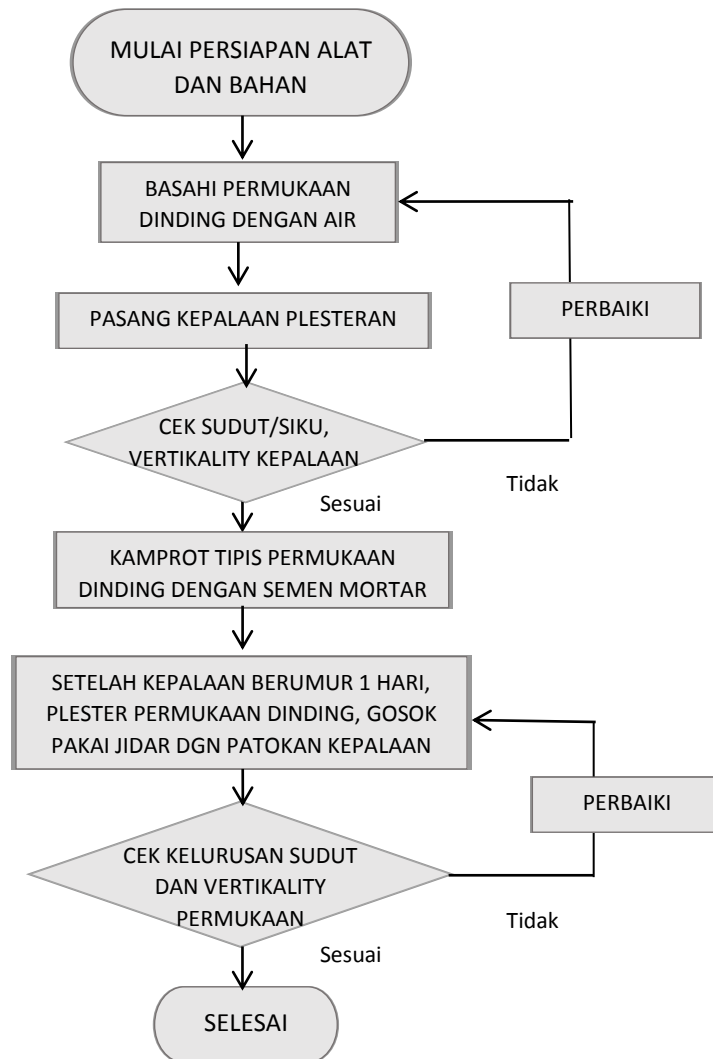 MULAI PERSIAPAN ALAT
DAN BAHAN
BASAHI PERMUKAAN
DINDING DENGAN AIR
PASANG KEPALAAN PLESTERAN
PERBAIKI
CEK SUDUT/SIKU,
VERTIKALITY KEPALAAN
Tidak
Sesuai
KAMPROT TIPIS PERMUKAAN
DINDING DENGAN SEMEN MORTAR
SETELAH KEPALAAN BERUMUR 1 HARI,
PLESTER PERMUKAAN DINDING, GOSOK
PAKAI JIDAR DGN PATOKAN KEPALAAN
PERBAIKI
CEK KELURUSAN SUDUT
DAN VERTIKALITY
PERMUKAAN
Tidak
Sesuai
SELESAI